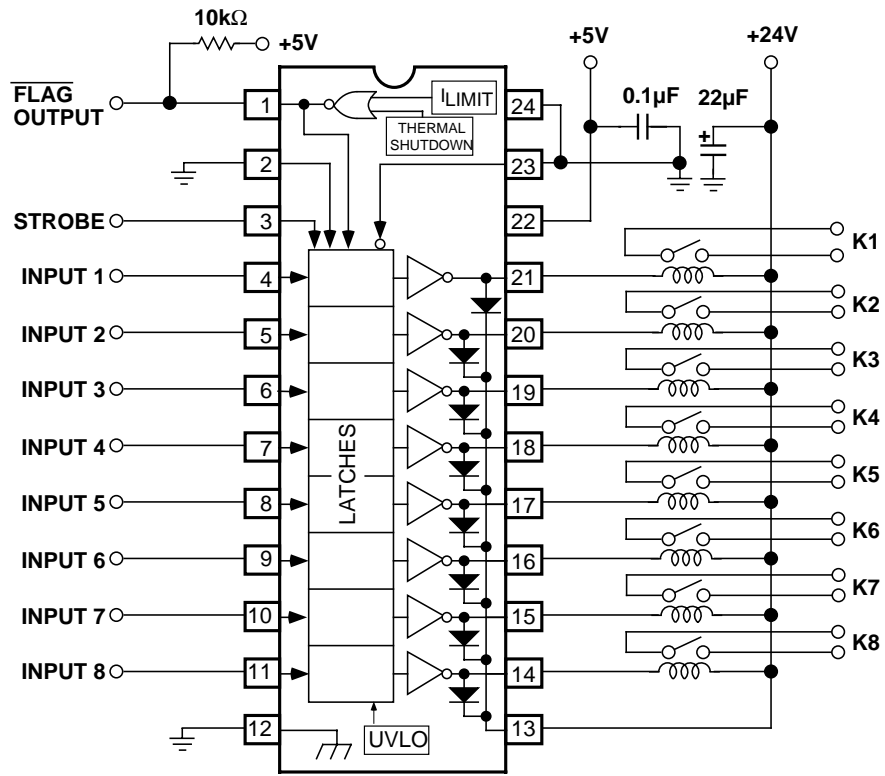 10kΩ
+5V
+5V
+24V
FLAG
OUTPUT
1
ILIMIT
24
0.1µF
22µF
+
THERMAL
SHUTDOWN
2
23
STROBE
3
22
INPUT 1
4
21
K1
INPUT 2
5
20
K2
INPUT 3
6
19
K3
INPUT 4
7
18
K4
LATCHES
INPUT 5
8
17
K5
INPUT 6
9
16
K6
INPUT 7
10
15
K7
INPUT 8
11
14
K8
12
UVLO
13